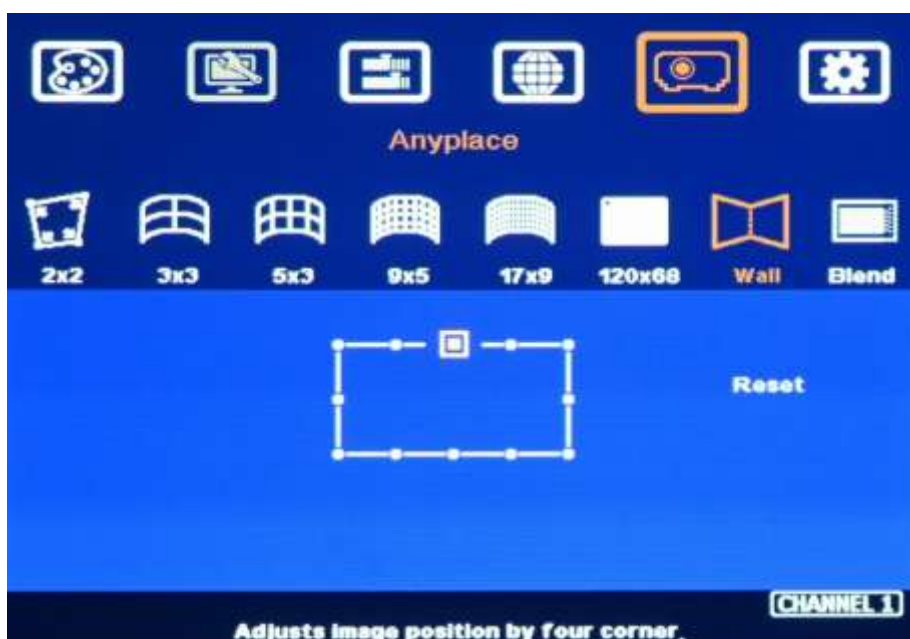 Anyplace
2x2 3x3 5x3 9x5 17x9 120x68 Wall Blend
Reset
CHANNEL 1
Adjusts image position by four corner.